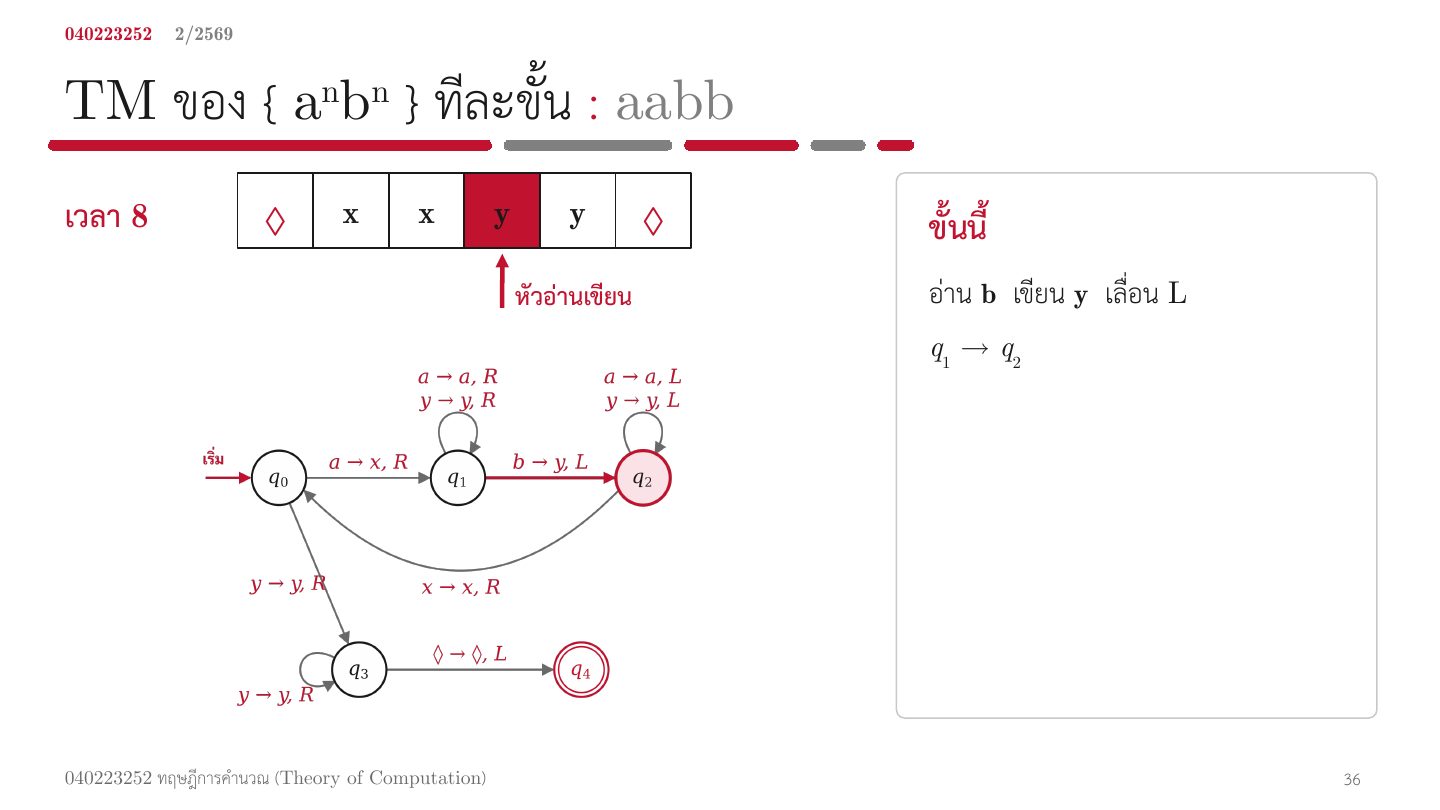 040223252 2/2569
TM ของ { aⁿbⁿ } ทีละขั้น : aabb
เวลา 8
◊ x x y y ◊
หัวอ่านเขียน
ขั้นนี้
อ่าน b เขียน y เลื่อน L
q₁ → q₂
a → a, R
y → y, R
a → a, L
y → y, L
เริ่ม
q₀
a → x, R
q₁
b → y, L
q₂
y → y, R
x → x, R
q₃
◊ → ◊, L
q₄
y → y, R
040223252 ทฤษฎีการคำนวณ (Theory of Computation)
36